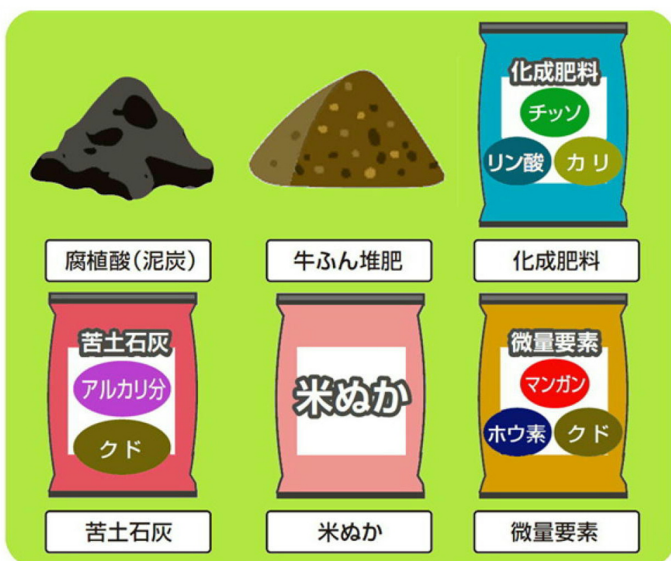 化成肥料
チッソ
リン酸 カリ
腐植酸(泥炭)
牛ふん堆肥
化成肥料
苦土石灰
アルカリ分
クド
米ぬか
微量要素
マンガン
ホウ素 クド
苦土石灰
米ぬか
微量要素